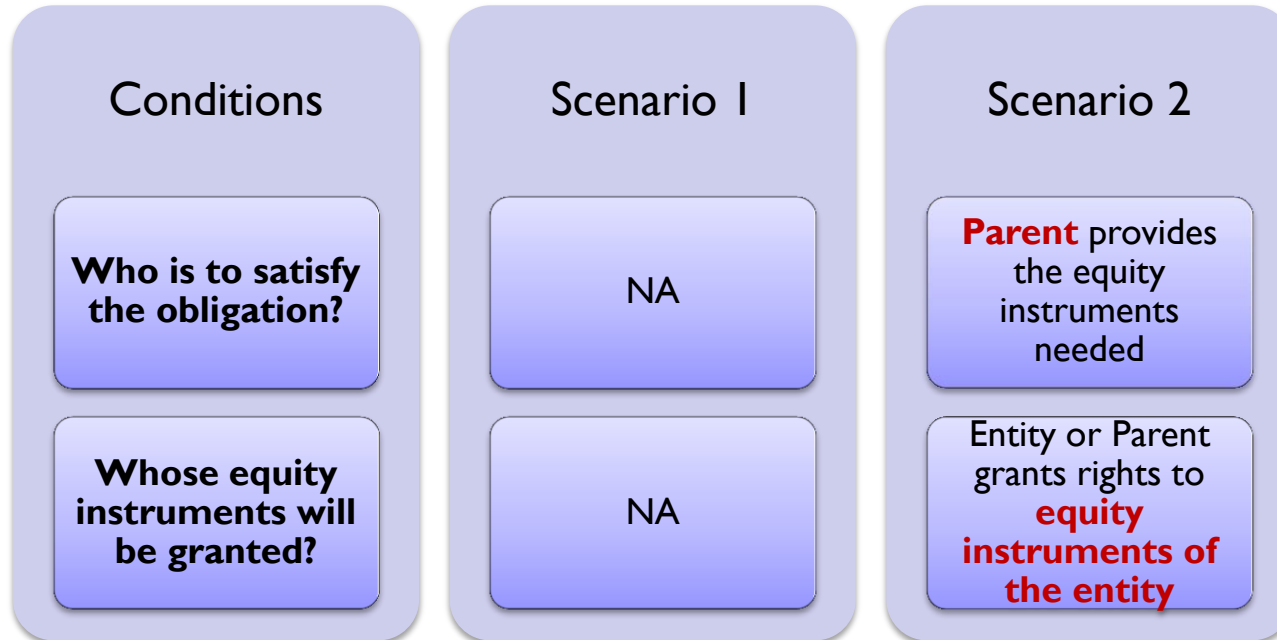 Conditions
Who is to satisfy
the obligation?
Whose equity
instruments will
be granted?
Scenario 1
NA
NA
Scenario 2
Parent provides
the equity
instruments
needed
Entity or Parent
grants rights to
equity
instruments of
the entity